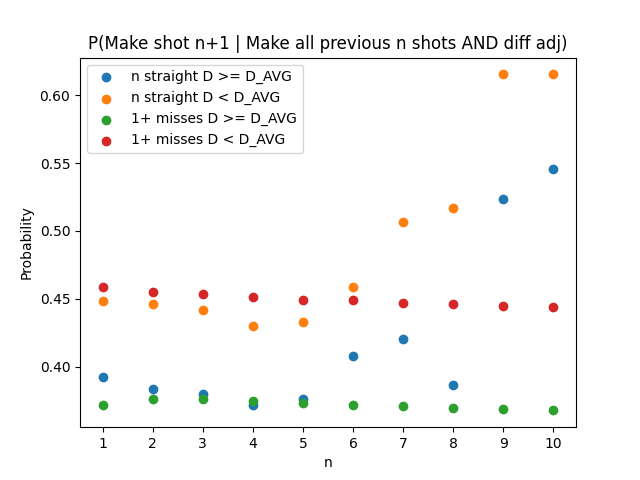 P(Make shot n+1 | Make all previous n shots AND diff adj)
n straight D >= D_AVG
n straight D < D_AVG
1+ misses D >= D_AVG
1+ misses D < D_AVG
Probability
0.60
0.55
0.50
0.45
0.40
1 2 3 4 5 6 7 8 9 10
n